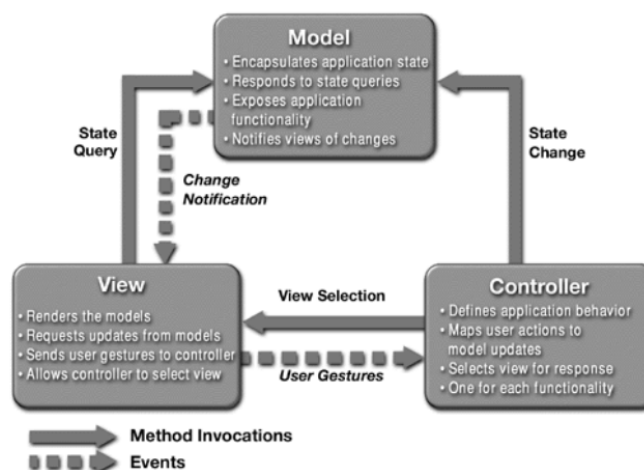 Model
• Encapsulates application state
• Responds to state queries
• Exposes application
functionality
• Notifies views of changes
State
Query
Change
Notification
State
Change
View
• Renders the models
• Requests updates from models
• Sends user gestures to controller
• Allows controller to select view
View Selection
User Gestures
Controller
• Defines application behavior
• Maps user actions to
model updates
• Selects view for response
• One for each functionality
Method Invocations
Events